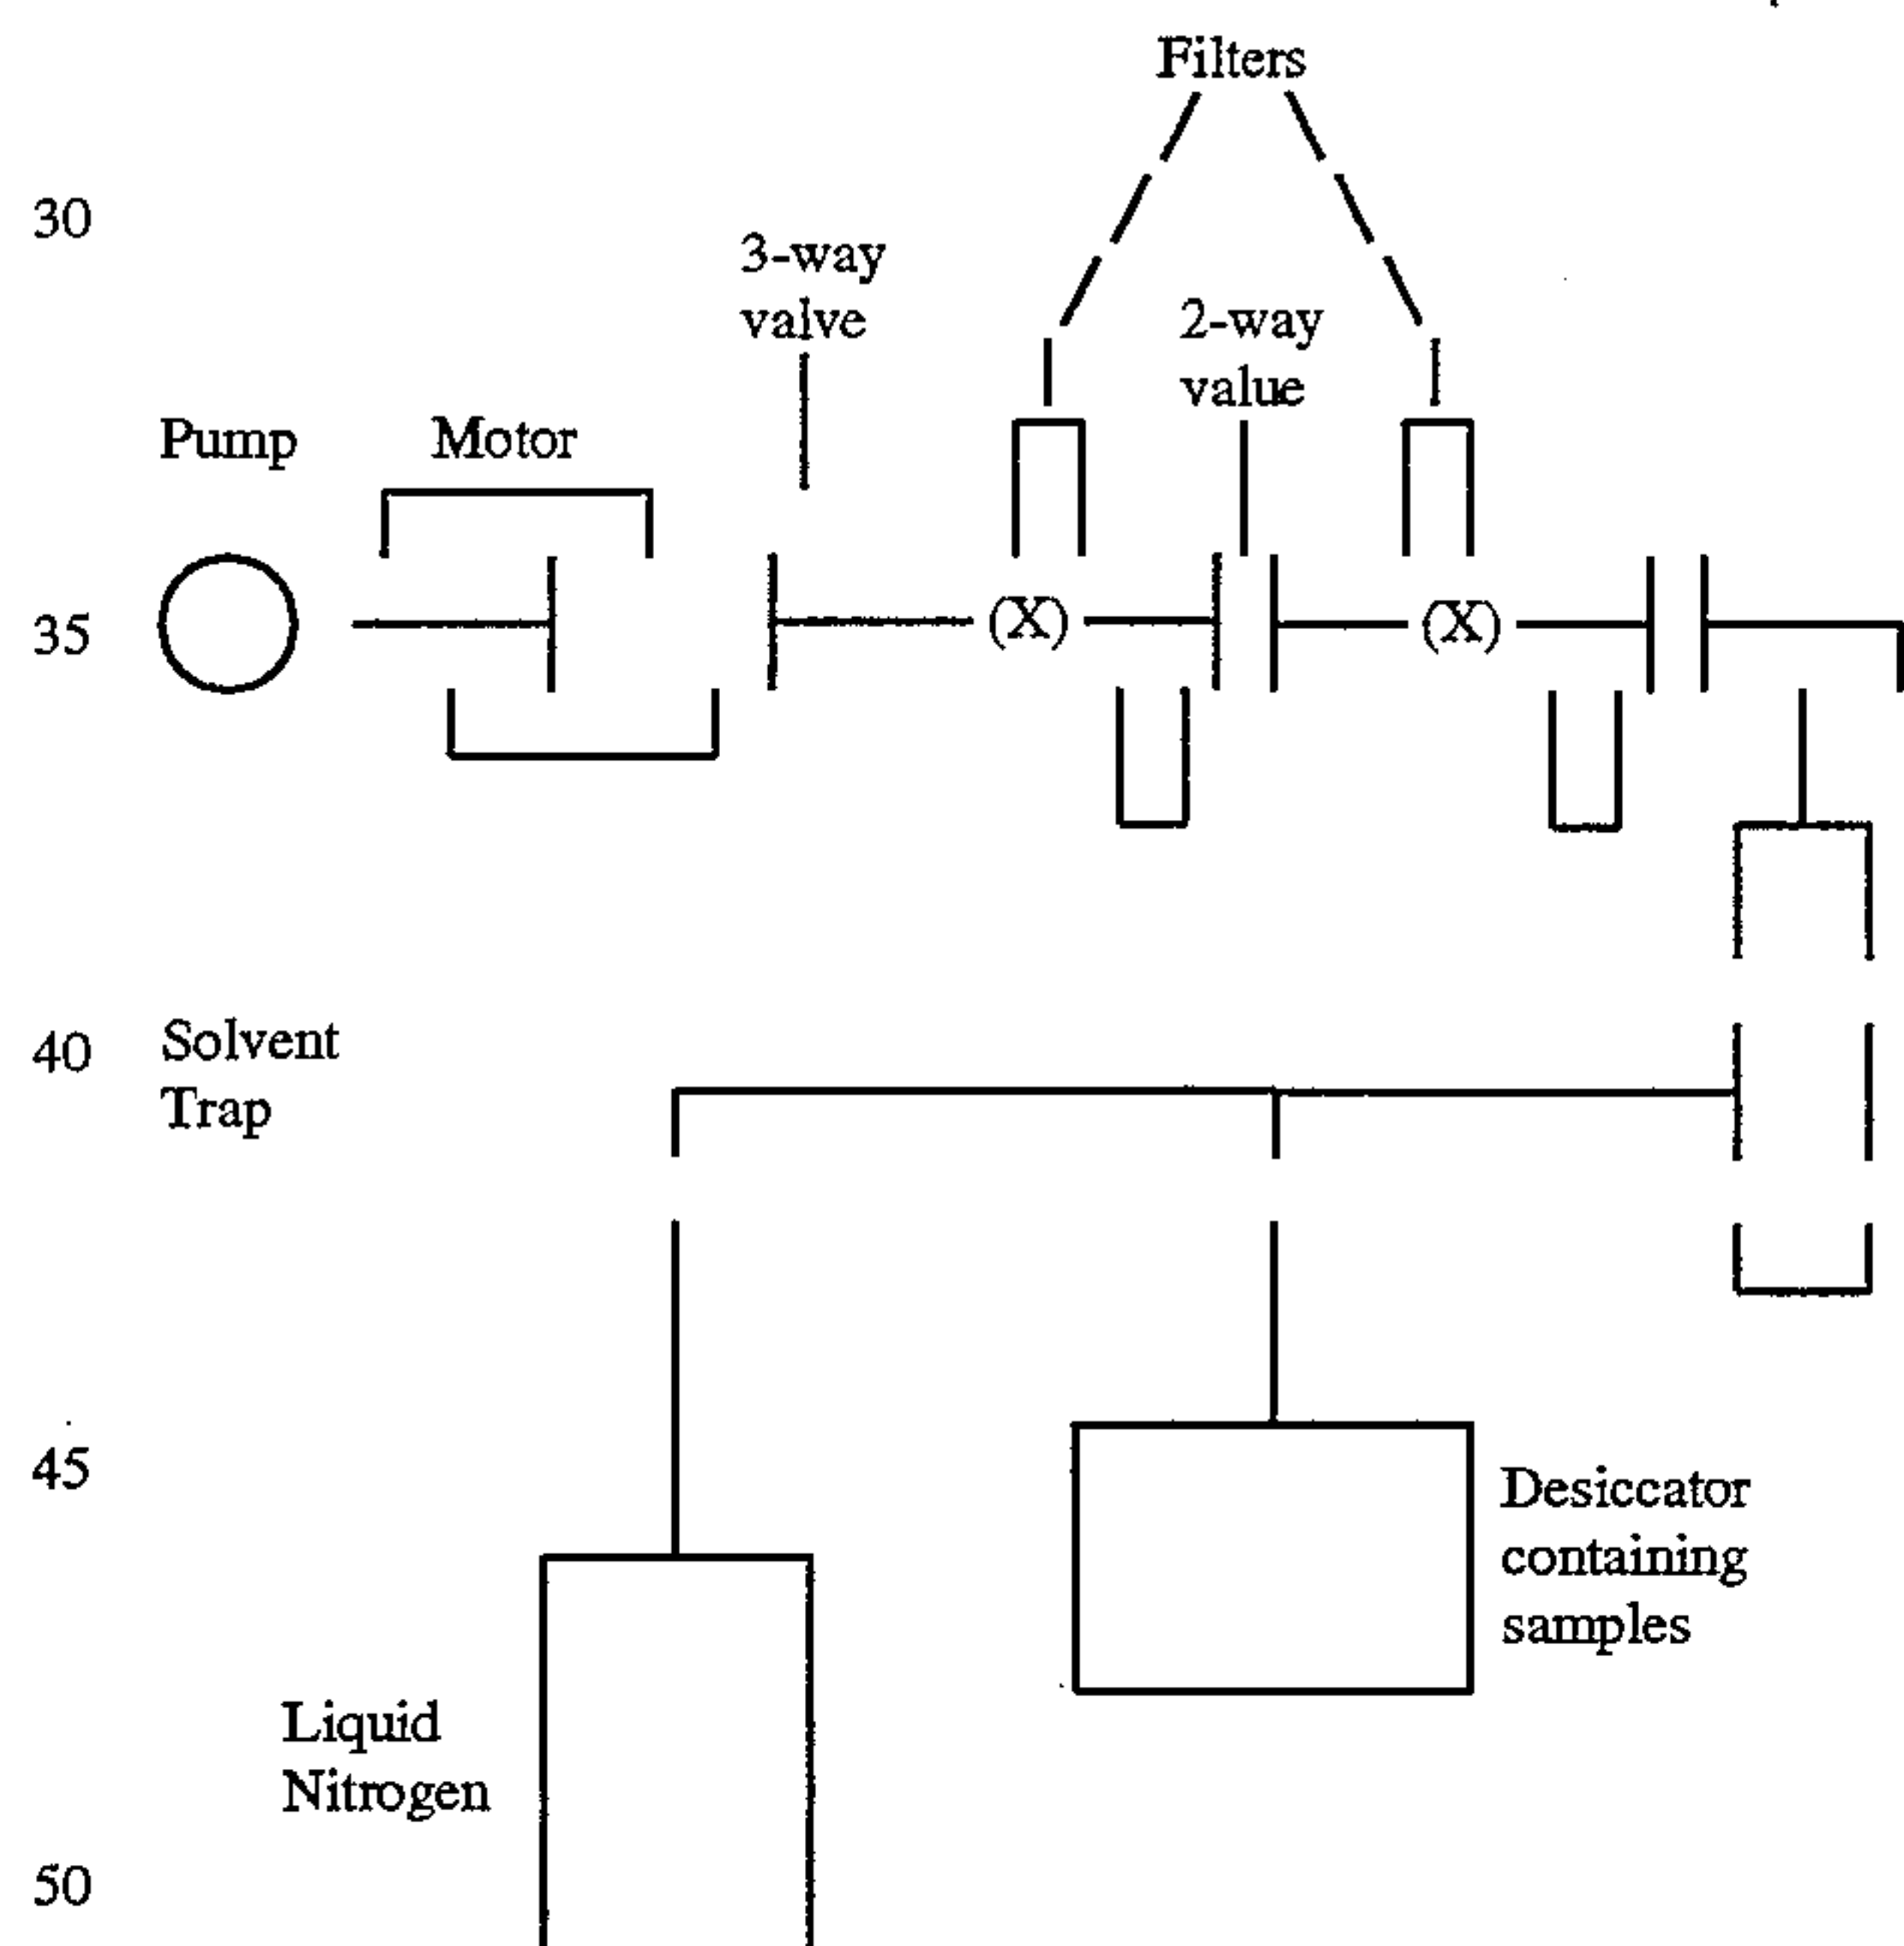 Filters
30
3-way
valve
2-way
value
Pump
Motor
35
(X)
(X)
40
Solvent
Trap
45
Desiccator
containing
samples
Liquid
Nitrogen
50